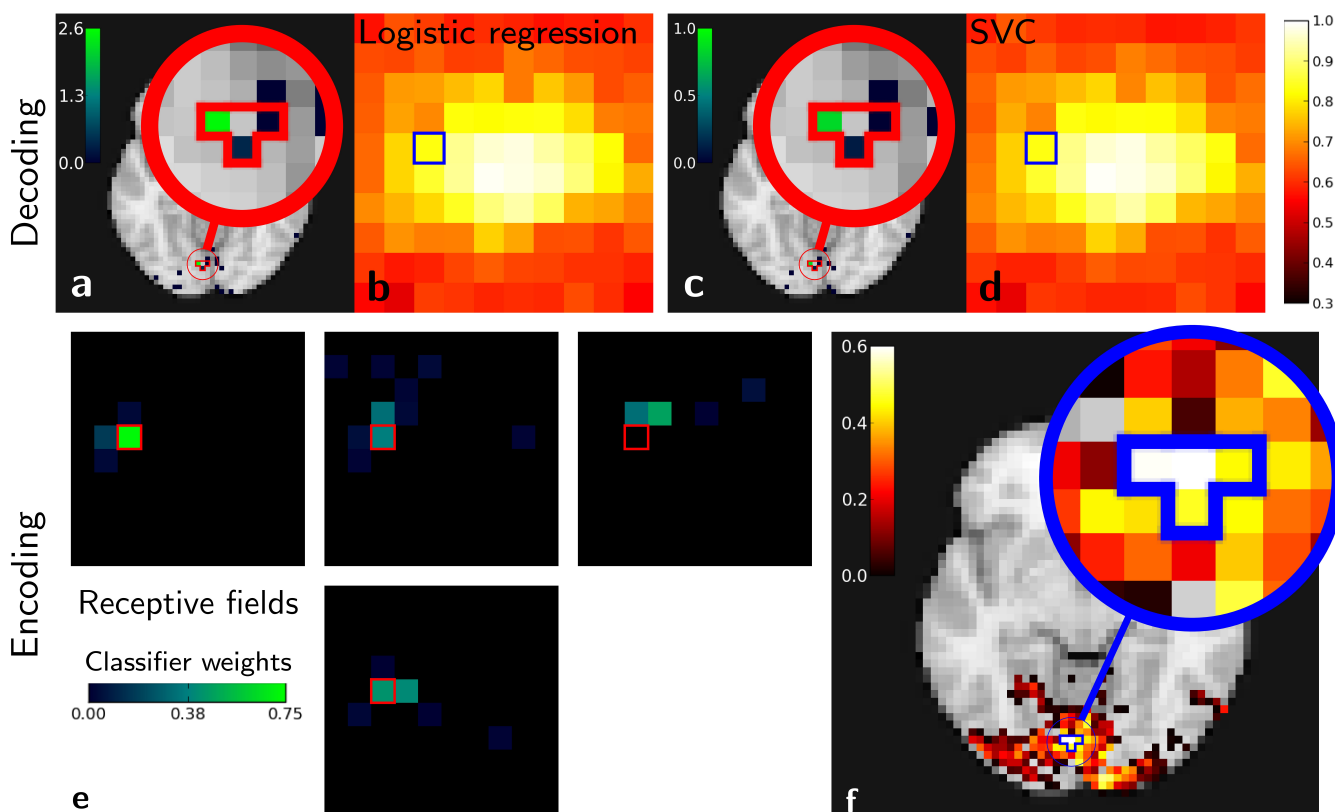 Decoding
2.6
1.3
0.0
a
Logistic regression
b
1.0
0.5
0.0
c
SVC
d
1.0
0.9
0.8
0.7
0.6
0.5
0.4
0.3
Encoding
Receptive fields
Classifier weights
0.00 0.38 0.75
e
0.6
0.4
0.2
0.0
f